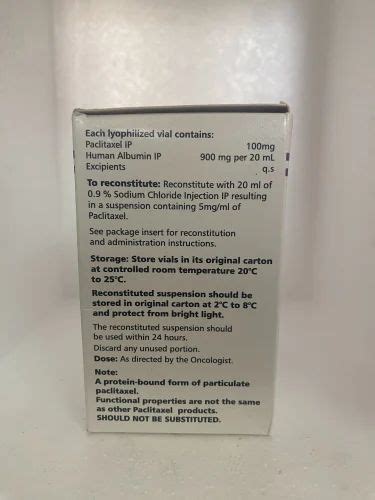 Each lyophilized vial contains:
Paclitaxel IP 100mg
Human Albumin IP 900 mg per 20 mL
Excipients q.s
To reconstitute: Reconstitute with 20 ml of
0.9 % Sodium Chloride Injection IP resulting
in a suspension containing 5mg/ml of
Paclitaxel.
See package insert for reconstitution
and administration instructions.
Storage: Store vials in its original carton
at controlled room temperature 20°C
to 25°C.
Reconstituted suspension should be
stored in original carton at 2°C to 8°C
and protect from bright light.
The reconstituted suspension should
be used within 24 hours.
Discard any unused portion.
Dose: As directed by the Oncologist.
Note:
A protein-bound form of particulate
paclitaxel.
Functional properties are not the same
as other Paclitaxel products.
SHOULD NOT BE SUBSTITUTED.